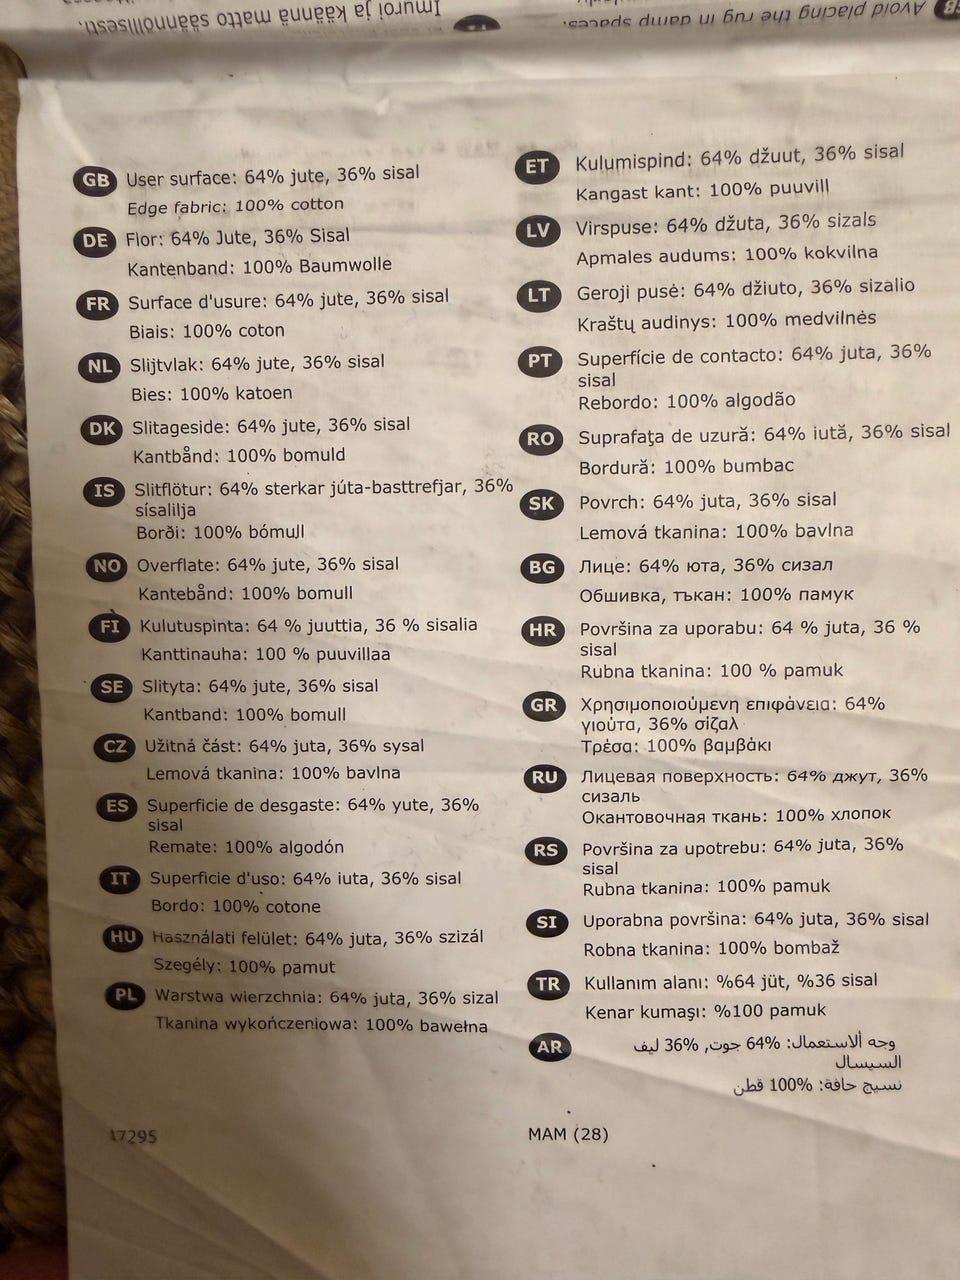 Imuroi ja käännä matto säännöllisesti.
GB
Avoid placing the rug in damp spaces.
GB
User surface: 64% jute, 36% sisal
Edge fabric: 100% cotton
DE
Flor: 64% Jute, 36% Sisal
Kantenband: 100% Baumwolle
FR
Surface d'usure: 64% jute, 36% sisal
Biais: 100% coton
NL
Slijtvlak: 64% jute, 36% sisal
Bies: 100% katoen
DK
Slitageside: 64% jute, 36% sisal
Kantbånd: 100% bomuld
IS
Slitflötur: 64% sterkar júta-basttrefjar, 36%
sísalilja
Borði: 100% bómull
NO
Overflate: 64% jute, 36% sisal
Kantebånd: 100% bomull
FI
Kulutuspinta: 64 % juuttia, 36 % sisalia
Kanttinauha: 100 % puuvillaa
SE
Slityta: 64% jute, 36% sisal
Kantband: 100% bomull
CZ
Užitná část: 64% juta, 36% sysal
Lemová tkanina: 100% bavlna
ES
Superficie de desgaste: 64% yute, 36%
sisal
Remate: 100% algodón
IT
Superficie d'uso: 64% iuta, 36% sisal
Bordo: 100% cotone
HU
Használati felület: 64% juta, 36% szizál
Szegély: 100% pamut
PL
Warstwa wierzchnia: 64% juta, 36% sizal
Tkanina wykończeniowa: 100% bawełna
17295
ET
Kulumispind: 64% džuut, 36% sisal
Kangast kant: 100% puuvill
LV
Virspuse: 64% džuta, 36% sizals
Apmales audums: 100% kokvilna
LT
Geroji pusė: 64% džiuto, 36% sizalio
Kraštų audinys: 100% medvilnės
PT
Superfície de contacto: 64% juta, 36%
sisal
Rebordo: 100% algodão
RO
Suprafaţa de uzură: 64% iută, 36% sisal
Bordură: 100% bumbac
SK
Povrch: 64% juta, 36% sisal
Lemová tkanina: 100% bavlna
BG
Лице: 64% юта, 36% сизал
Обшивка, тъкан: 100% памук
HR
Površina za uporabu: 64 % juta, 36 %
sisal
Rubna tkanina: 100 % pamuk
GR
Χρησιμοποιούμενη επιφάνεια: 64%
γιούτα, 36% σίζαλ
Τρέσα: 100% βαμβάκι
RU
Лицевая поверхность: 64% джут, 36%
сизаль
Окантовочная ткань: 100% хлопок
RS
Površina za upotrebu: 64% juta, 36%
sisal
Rubna tkanina: 100% pamuk
SI
Uporabna površina: 64% juta, 36% sisal
Robna tkanina: 100% bombaž
TR
Kullanım alanı: %64 jüt, %36 sisal
Kenar kumaşı: %100 pamuk
AR
وجه ألاستعمال: 64% جوت, 36% ليف
السيسال
نسيج حافة: 100% قطن
MAM (28)